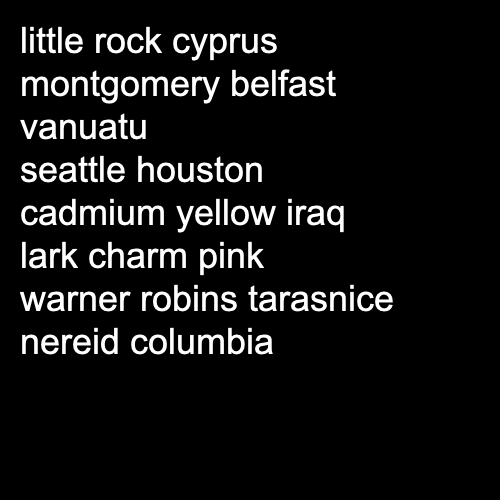 little rock cyprus
montgomery belfast
vanuatu
seattle houston
cadmium yellow iraq
lark charm pink
warner robins tarasnice
nereid columbia